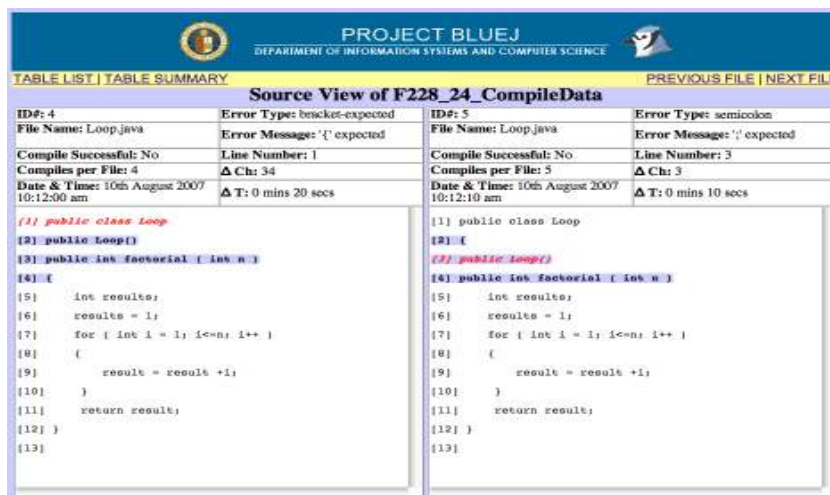 PROJECT BLUEJ
DEPARTMENT OF INFORMATION SYSTEMS AND COMPUTER SCIENCE
TABLE LIST | TABLE SUMMARY
PREVIOUS FILE | NEXT FIL
Source View of F228_24_CompileData
ID#: 4
Error Type: bracket-expected
File Name: Loop.java
Error Message: '{' expected
Compile Successful: No
Line Number: 1
Compiles per File: 4
Δ Ch: 34
Date & Time: 10th August 2007
10:12:00 am
Δ T: 0 mins 20 secs
[1] public class Loop
[2] public Loop()
[3] public int factorial ( int n )
[4] {
[5] int results;
[6] results = 1;
[7] for ( int i = 1; i<=n; i++ )
[8] {
[9] result = result +i;
[10] }
[11] return result;
[12] }
[13]
ID#: 5
Error Type: semicolon
File Name: Loop.java
Error Message: ';' expected
Compile Successful: No
Line Number: 3
Compiles per File: 5
Δ Ch: 3
Date & Time: 10th August 2007
10:12:10 am
Δ T: 0 mins 10 secs
[1] public class Loop
[2] {
[3] public Loop()
[4] public int factorial ( int n )
[5] int results;
[6] results = 1;
[7] for ( int i = 1; i<=n; i++ )
[8] {
[9] result = result +i;
[10] }
[11] return result;
[12] }
[13]